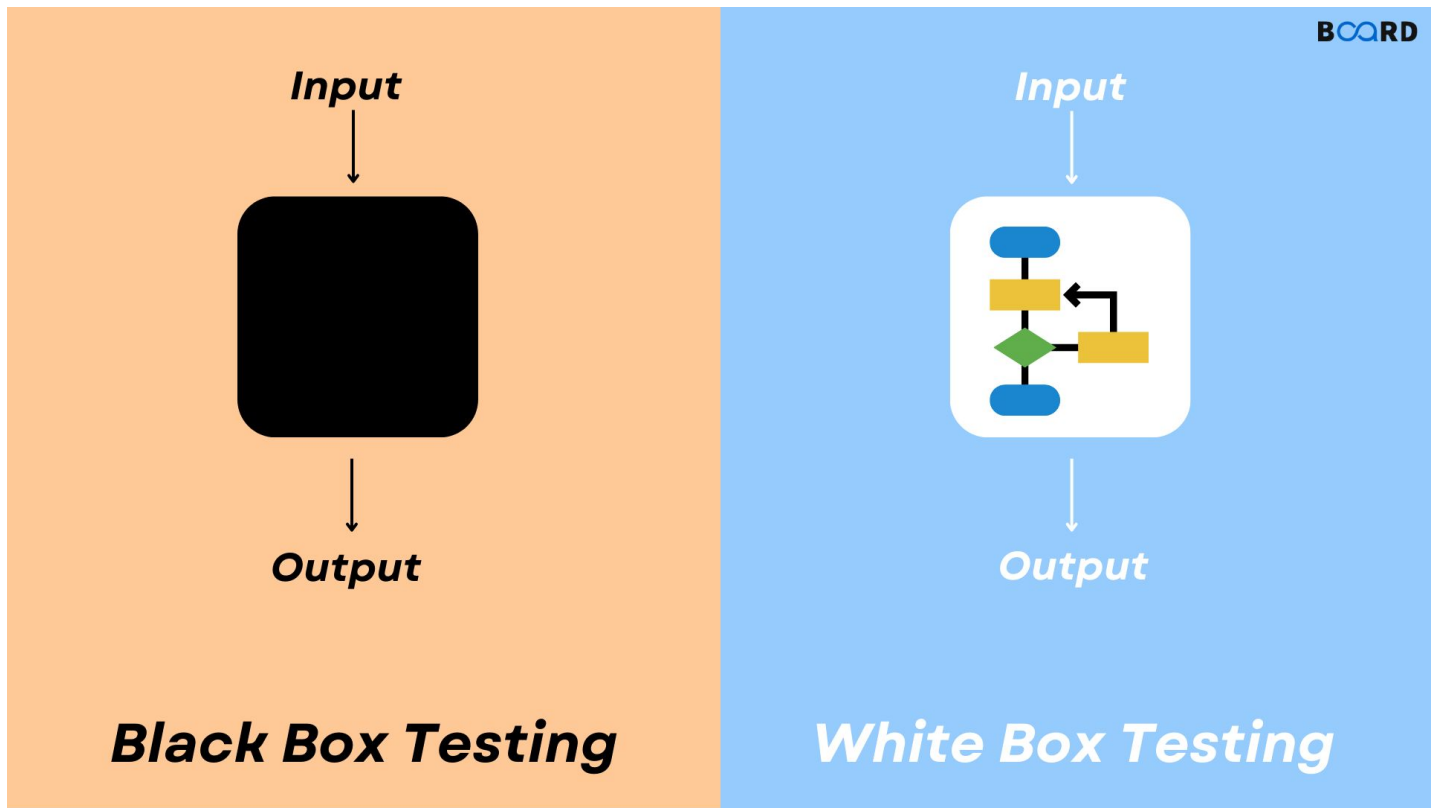 BOARD
Input
Output
Black Box Testing
Input
Output
White Box Testing